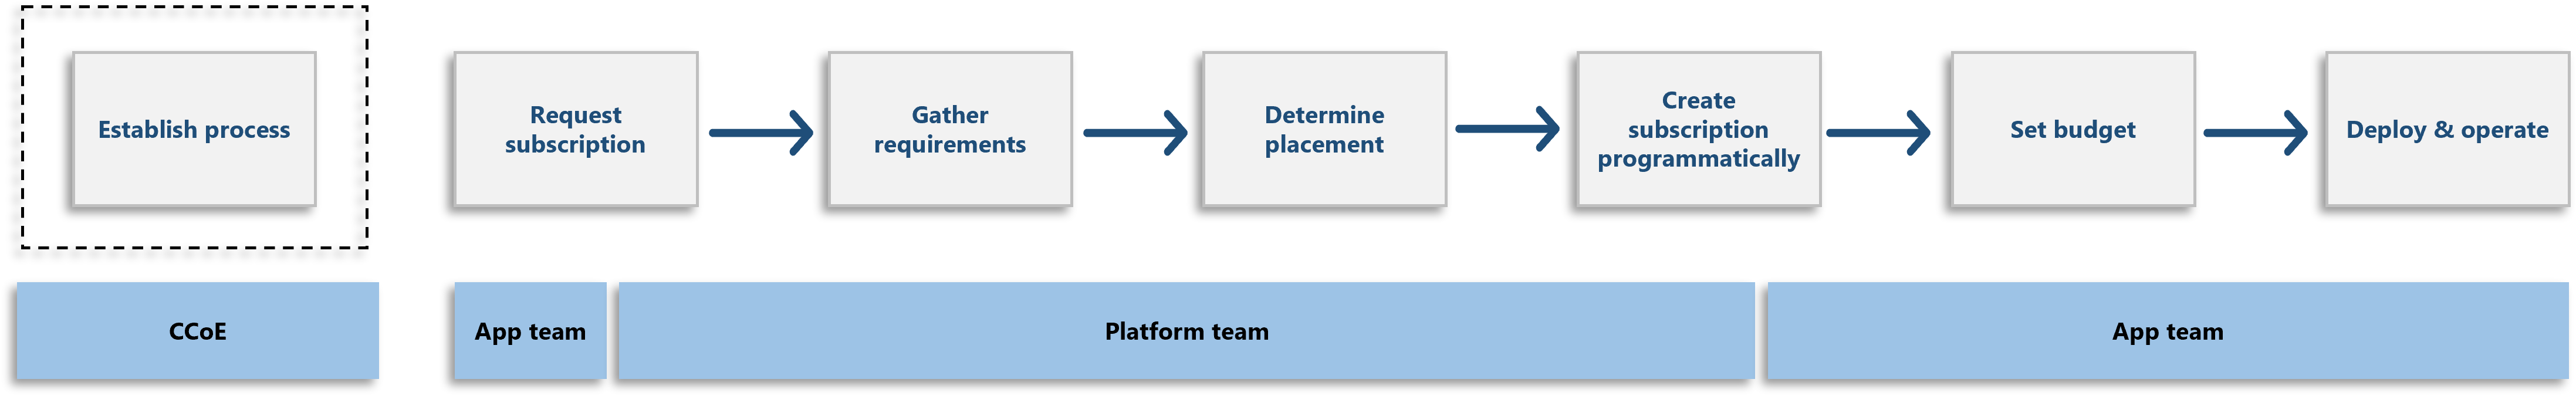 Establish process
Request
subscription
Gather
requirements
Determine
placement
Create
subscription
programmatically
Set budget
Deploy & operate
CCoE
App team
Platform team
App team